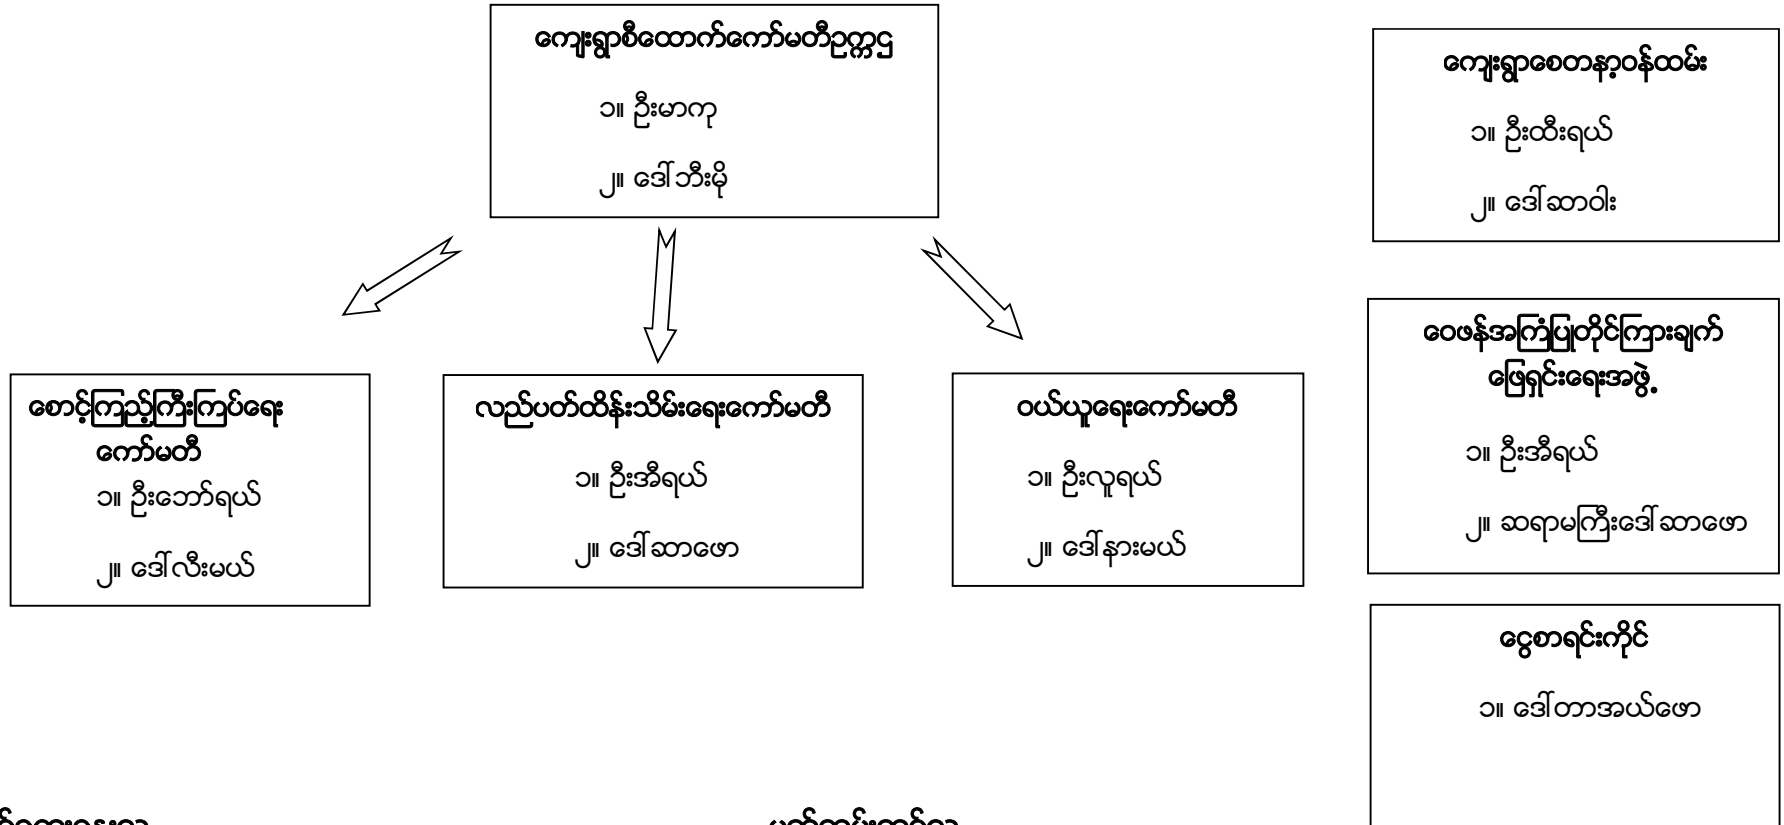 ကျေးရွာစီထောက်ကော်မတီဥက္ကဌ
၁။ ဦးမာကု
၂။ ဒေါ်ဘီးမို
ကျေးရွာစေတနာ့ဝန်ထမ်း
၁။ ဦးထီးရယ်
၂။ ဒေါ်ဆာဝါး
စောင့်ကြည့်ကြီးကြပ်ရေး
ကော်မတီ
၁။ ဦးဘော်ရယ်
၂။ ဒေါ်လီးမယ်
လည်ပတ်ထိန်းသိမ်းရေးကော်မတီ
၁။ ဦးအီရယ်
၂။ ဒေါ်ဆာဖော
ဝယ်ယူရေးကော်မတီ
၁။ ဦးလူရယ်
၂။ ဒေါ်နားမယ်
ဝေဖန်အကြံပြုတိုင်ကြားချက်
ဖြေရှင်းရေးအဖွဲ့
၁။ ဦးအီရယ်
၂။ ဆရာမကြီးဒေါ်ဆာဖော
ငွေစာရင်းကိုင်
၁။ ဒေါ်တာအယ်ဖော